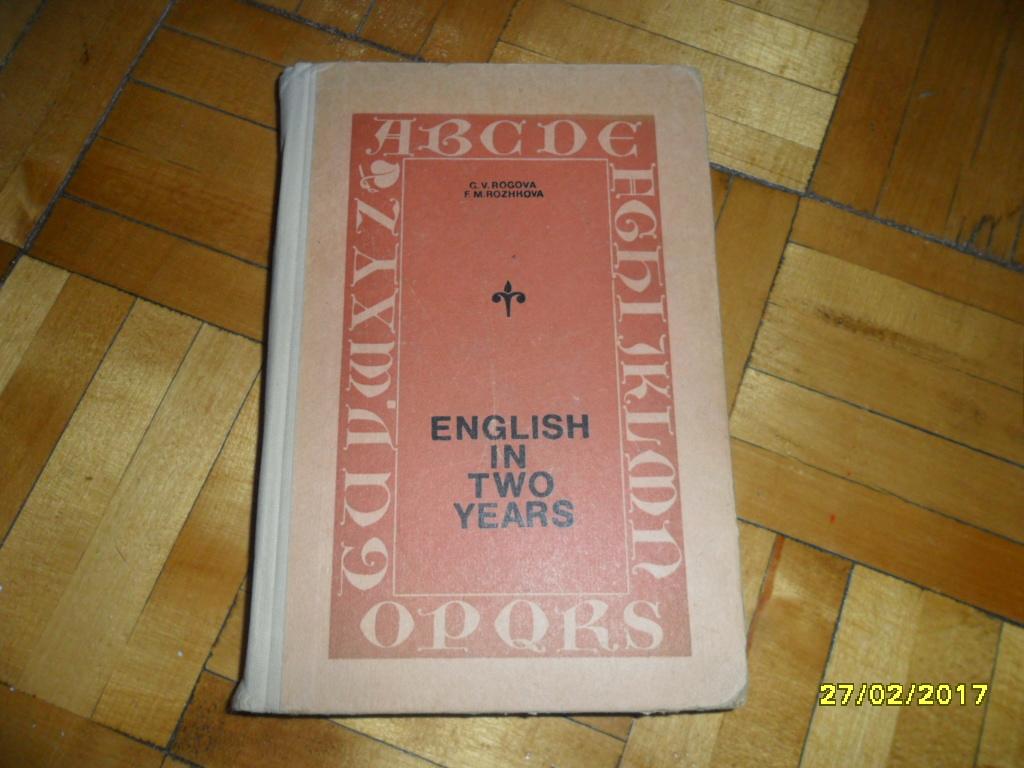 ABCDE
FGHIJKLMN
OPQRS
TUVWXYZ
G.V.ROGOVA
F.M.ROZHKOVA
ENGLISH
IN
TWO
YEARS
27/02/2017